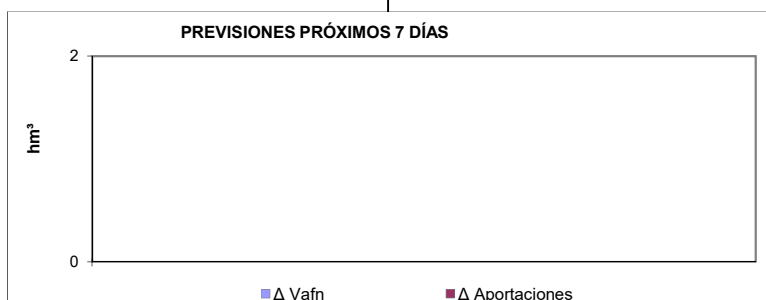 PREVISIONES PRÓXIMOS 7 DÍAS
2
hm³
0
Δ Vafn
Δ Aportaciones